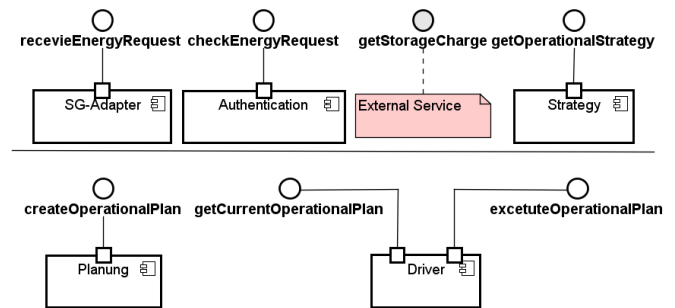 recevieEnergyRequest checkEnergyRequest getStorageCharge getOperationalStrategy
SG-Adapter Authentication External Service Strategy
createOperationalPlan getCurrentOperationalPlan excetuteOperationalPlan
Planung Driver